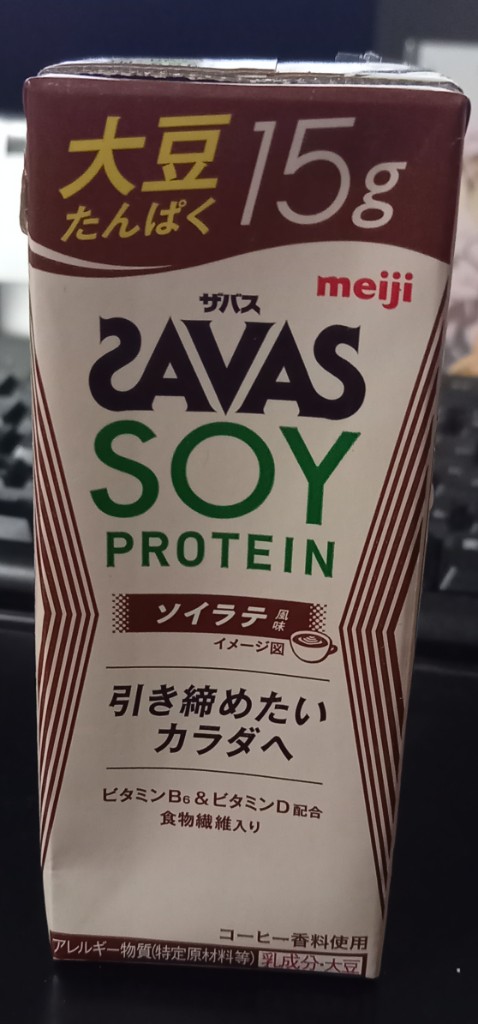 大豆
たんぱく
15g
meiji
ザバス
SAVAS
SOY
PROTEIN
ソイラテ風味
イメージ図
引き締めたい
カラダへ
ビタミンB6&ビタミンD配合
食物繊維入り
コーヒー香料使用
アレルギー物質(特定原材料等) 乳成分・大豆